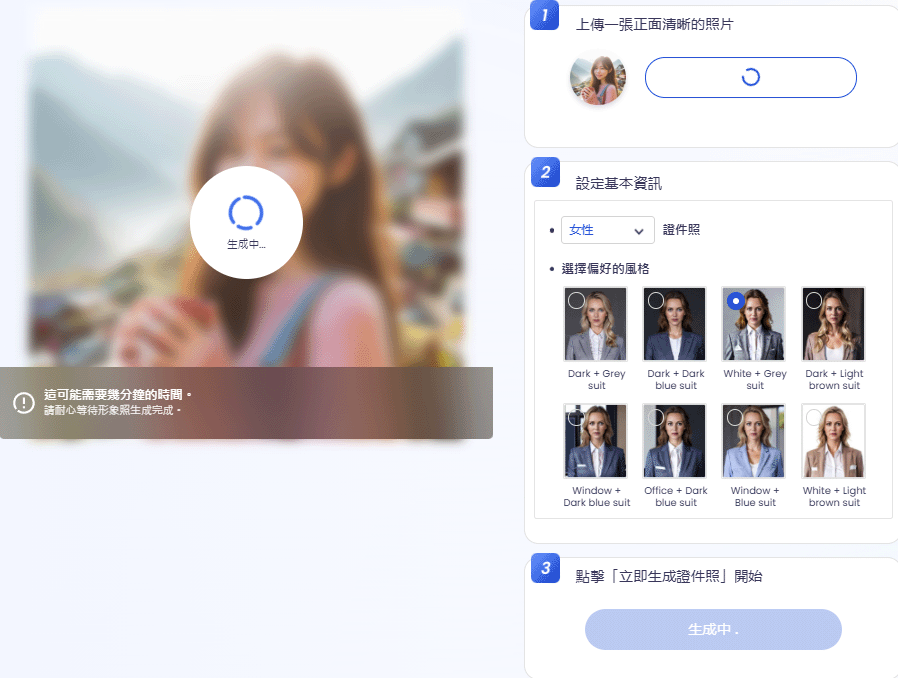 生成中...
這可能需要幾分鐘的時間。
請耐心等待形象照生成完成。
1
上傳一張正面清晰的照片
2
設定基本資訊
女性 證件照
選擇偏好的風格
Dark + Grey
suit
Dark + Dark
blue suit
White + Grey
suit
Dark + Light
brown suit
Window +
Dark blue suit
Office + Dark
blue suit
Window +
Blue suit
White + Light
brown suit
3
點擊「立即生成證件照」開始
生成中 .